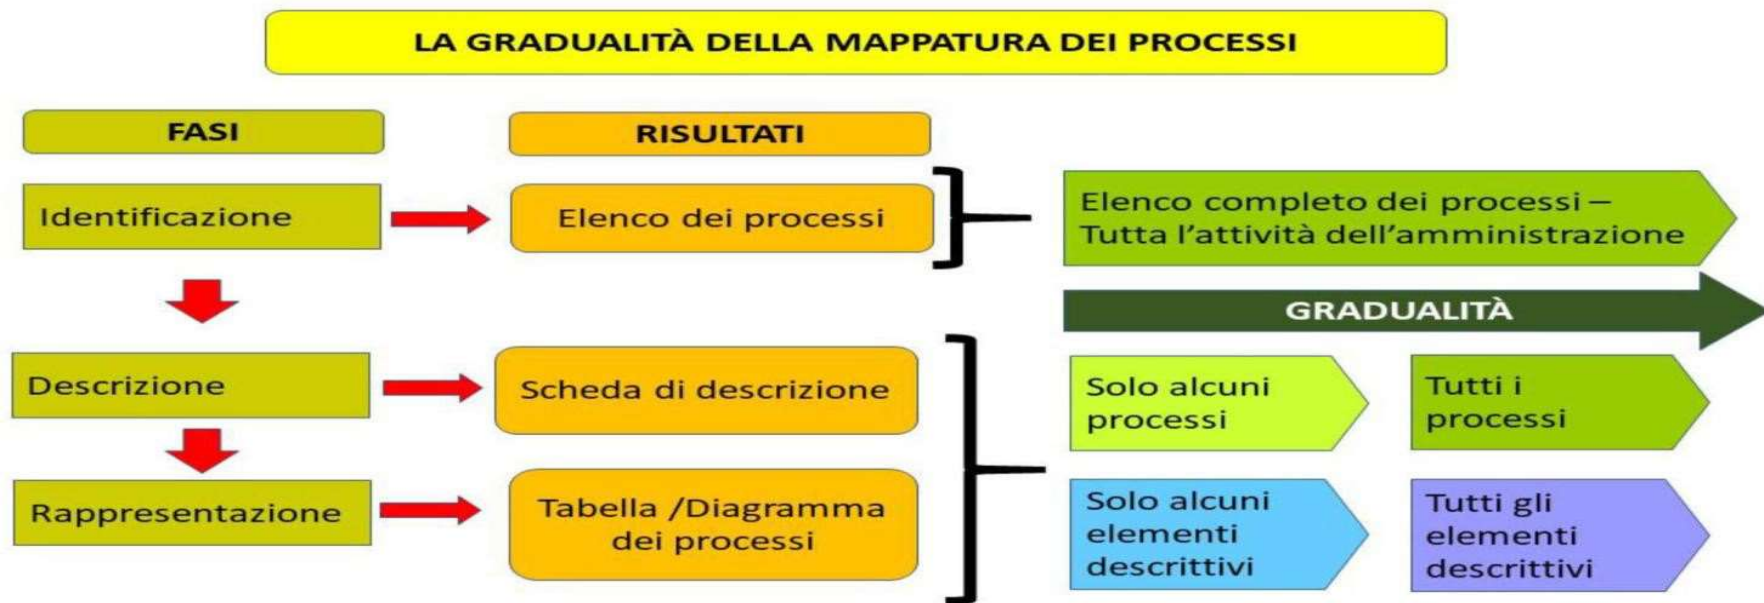 LA GRADUALITÀ DELLA MAPPATURA DEI PROCESSI
FASI
RISULTATI
Identificazione
Elenco dei processi
Elenco completo dei processi –
Tutta l’attività dell’amministrazione
GRADUALITÀ
Descrizione
Scheda di descrizione
Solo alcuni
processi
Tutti i
processi
Rappresentazione
Tabella /Diagramma
dei processi
Solo alcuni
elementi
descrittivi
Tutti gli
elementi
descrittivi